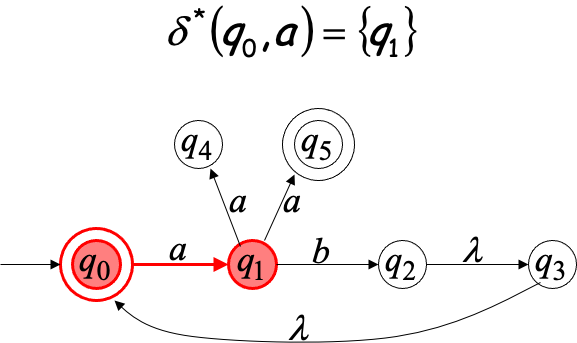 δ*(q₀,a) = {q₁}
q₄ q₅
a a
q₀ a q₁ b q₂ λ q₃
λ